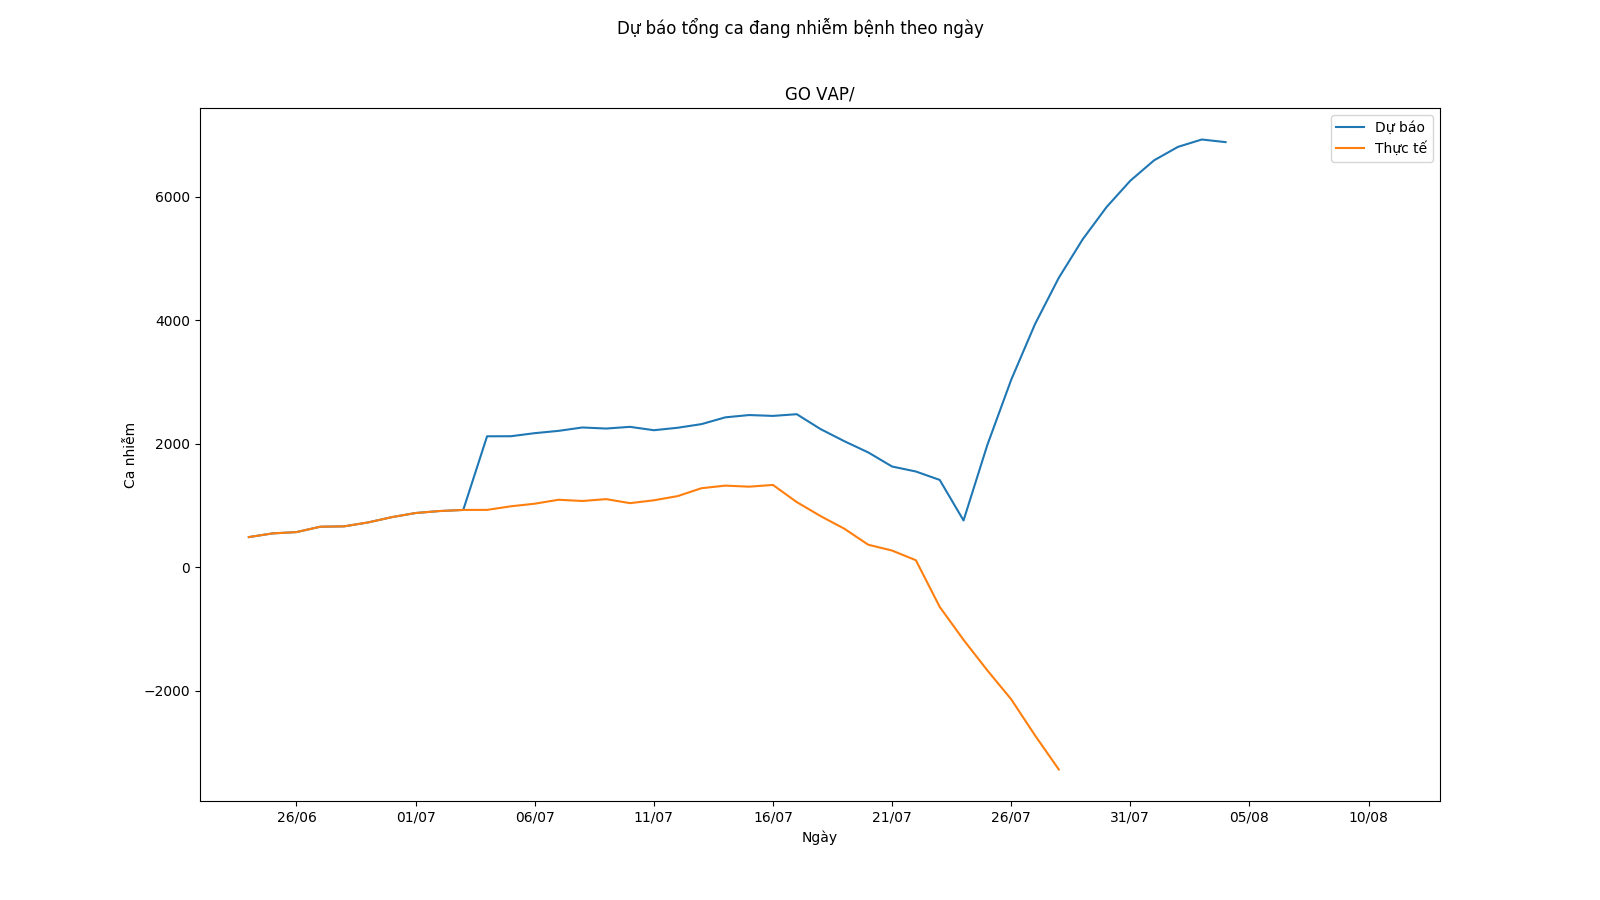 Dự báo tổng ca đang nhiễm bệnh theo ngày
GO VAP/
Dự báo
Thực tế
6000
4000
2000
0
−2000
Ca nhiễm
26/06 01/07 06/07 11/07 16/07 21/07 26/07 31/07 05/08 10/08
Ngày